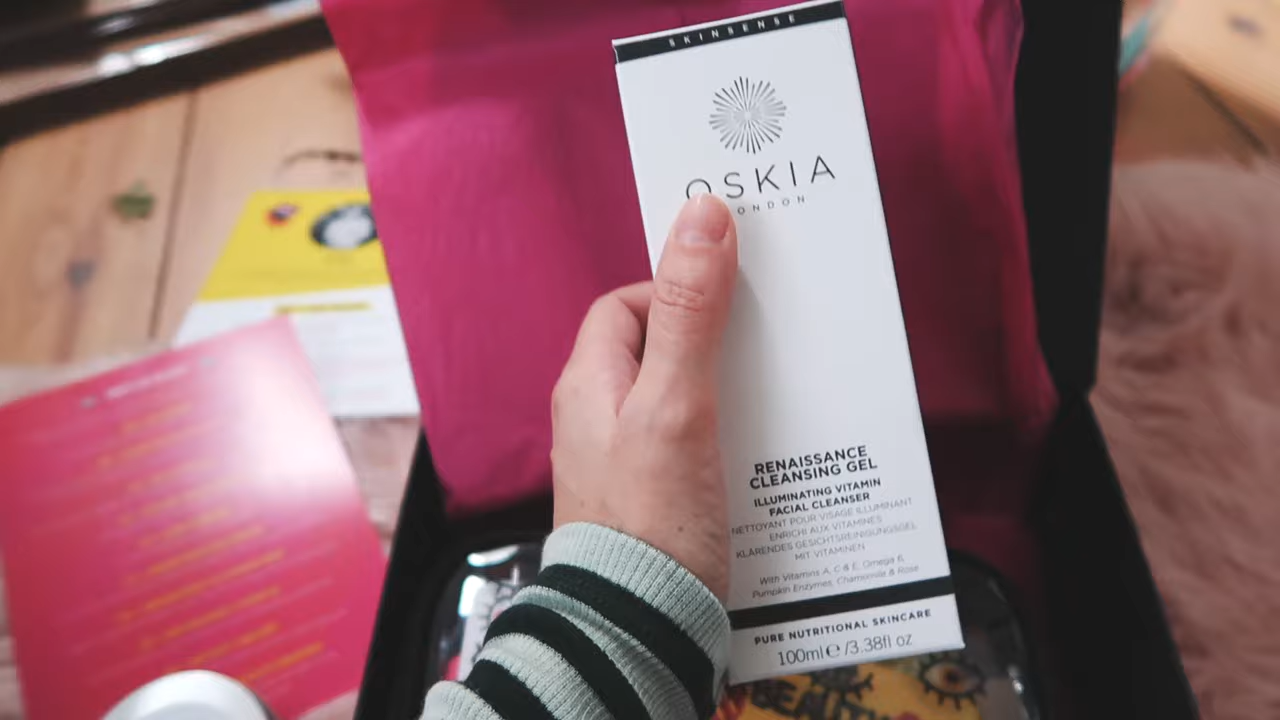 SKINSENSE
OSKIA
RENAISSANCE
CLEANSING GEL
ILLUMINATING VITAMIN
FACIAL CLEANSER
NETTOYANT POUR VISAGE ILLUMINANT
ENRICHI AUX VITAMINES
KLÄRENDES GESICHTSREINIGUNGSGEL
MIT VITAMINEN
With Vitamins A, C & E, Omega 6,
Pumpkin Enzymes, Chamomile & Rose
PURE NUTRITIONAL SKINCARE
100ml e /3.38fl oz
BEAUTY